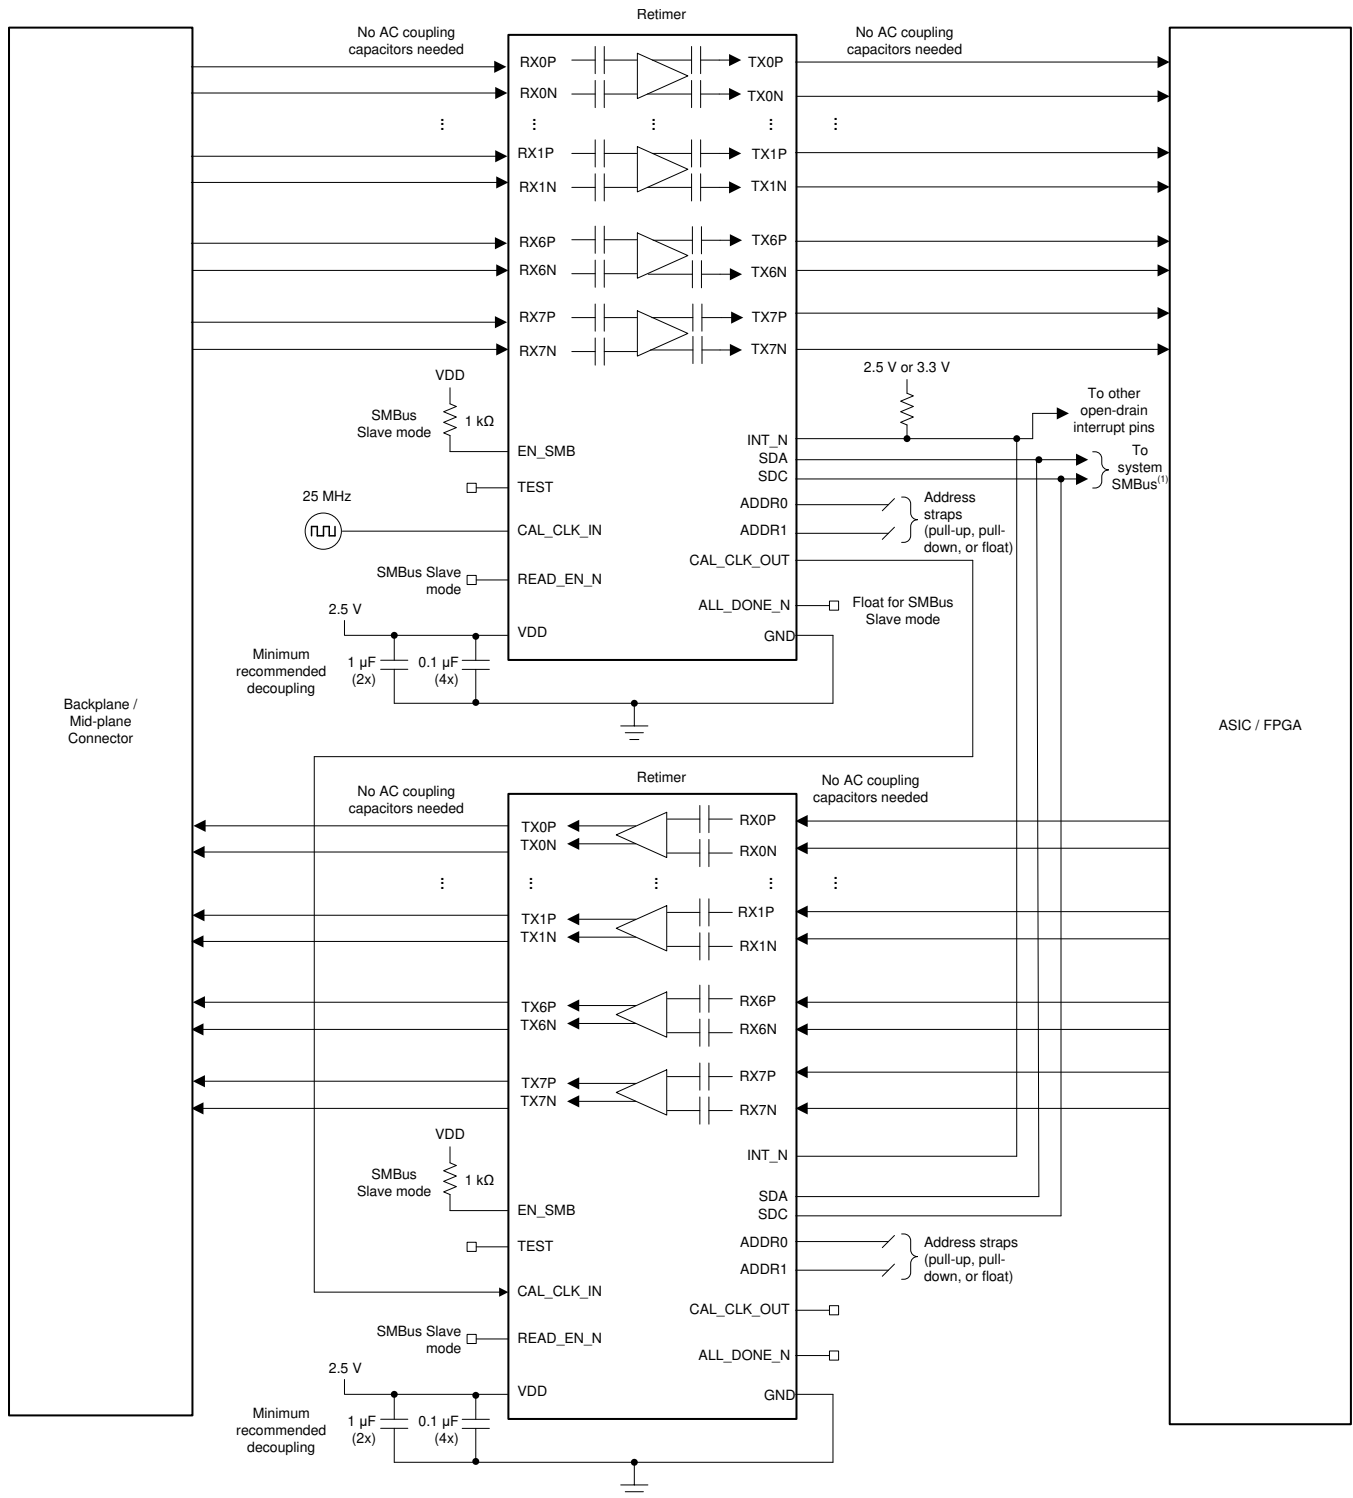 Retimer
No AC coupling
capacitors needed
No AC coupling
capacitors needed
RX0P
TX0P
RX0N
TX0N
...
...
...
...
...
RX1P
TX1P
RX1N
TX1N
RX6P
TX6P
RX6N
TX6N
RX7P
TX7P
RX7N
TX7N
VDD
SMBus
Slave mode
1 kΩ
EN_SMB
TEST
25 MHz
CAL_CLK_IN
SMBus Slave
mode
READ_EN_N
2.5 V
VDD
Minimum
recommended
decoupling
1 µF
(2x)
0.1 µF
(4x)
2.5 V or 3.3 V
To other
open-drain
interrupt pins
INT_N
SDA
SDC
To
system
SMBus(1)
ADDR0
ADDR1
Address
straps
(pull-up, pull-
down, or float)
CAL_CLK_OUT
ALL_DONE_N
Float for SMBus
Slave mode
GND
Backplane /
Mid-plane
Connector
ASIC / FPGA
Retimer
No AC coupling
capacitors needed
No AC coupling
capacitors needed
TX0P
RX0P
TX0N
RX0N
...
...
...
...
...
TX1P
RX1P
TX1N
RX1N
TX6P
RX6P
TX6N
RX6N
TX7P
RX7P
TX7N
RX7N
VDD
SMBus
Slave mode
1 kΩ
EN_SMB
TEST
CAL_CLK_IN
SMBus Slave
mode
READ_EN_N
2.5 V
VDD
Minimum
recommended
decoupling
1 µF
(2x)
0.1 µF
(4x)
INT_N
SDA
SDC
ADDR0
ADDR1
Address straps
(pull-up, pull-
down, or float)
CAL_CLK_OUT
ALL_DONE_N
GND